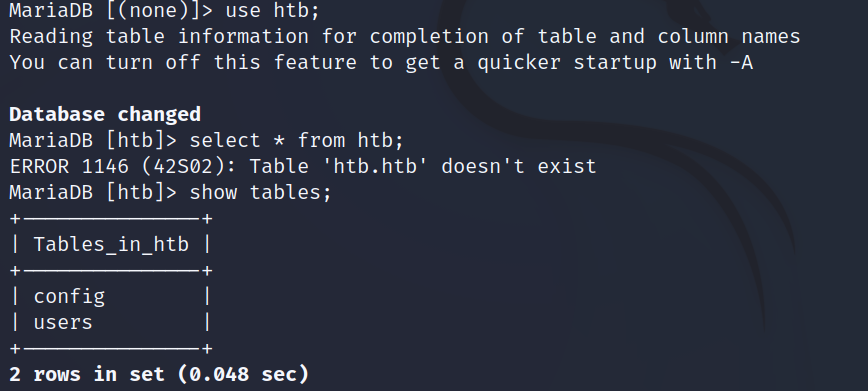 MariaDB [(none)]> use htb;
Reading table information for completion of table and column names
You can turn off this feature to get a quicker startup with -A
Database changed
MariaDB [htb]> select * from htb;
ERROR 1146 (42S02): Table 'htb.htb' doesn't exist
MariaDB [htb]> show tables;
+---------------+
| Tables_in_htb |
+---------------+
| config        |
| users         |
+---------------+
2 rows in set (0.048 sec)